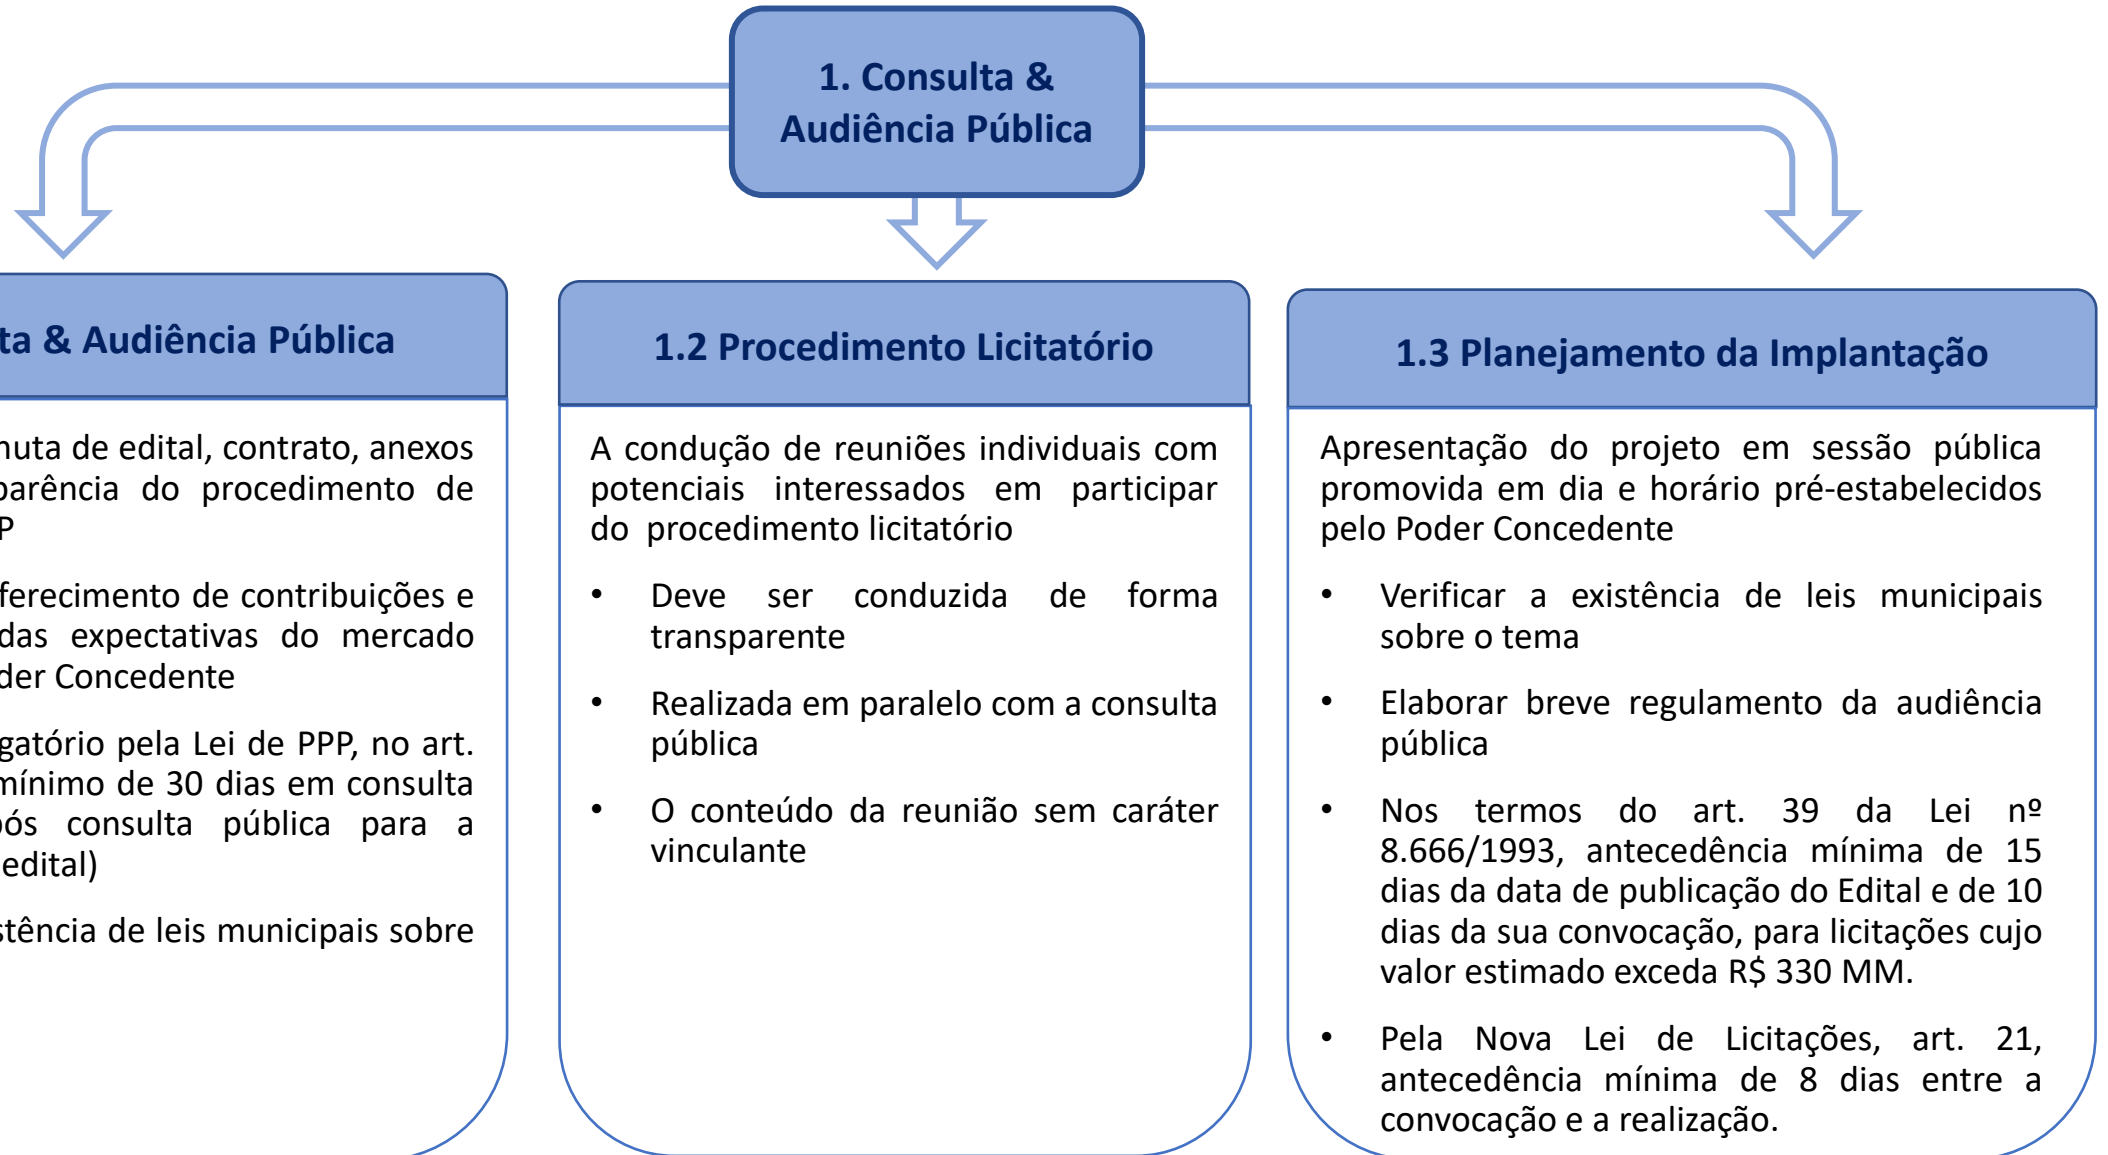 1. Consulta &
Audiência Pública
ta & Audiência Pública
nuta de edital, contrato, anexos
parência do procedimento de
P
ferecimento de contribuições e
das expectativas do mercado
der Concedente
gatório pela Lei de PPP, no art.
mínimo de 30 dias em consulta
pós consulta pública para a
edital)
stência de leis municipais sobre
1.2 Procedimento Licitatório
A condução de reuniões individuais com
potenciais interessados em participar
do procedimento licitatório
• Deve ser conduzida de forma
transparente
• Realizada em paralelo com a consulta
pública
• O conteúdo da reunião sem caráter
vinculante
1.3 Planejamento da Implantação
Apresentação do projeto em sessão pública
promovida em dia e horário pré-estabelecidos
pelo Poder Concedente
• Verificar a existência de leis municipais
sobre o tema
• Elaborar breve regulamento da audiência
pública
• Nos termos do art. 39 da Lei nº
8.666/1993, antecedência mínima de 15
dias da data de publicação do Edital e de 10
dias da sua convocação, para licitações cujo
valor estimado exceda R$ 330 MM.
• Pela Nova Lei de Licitações, art. 21,
antecedência mínima de 8 dias entre a
convocação e a realização.